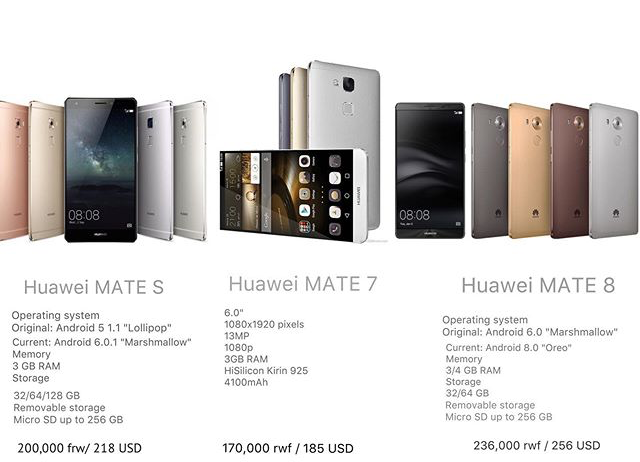 08:08
HUAWEI
08:08
HUAWEI
Huawei MATE S
Operating system
Original: Android 5 1.1 "Lollipop"
Current: Android 6.0.1 "Marshmallow"
Memory
3 GB RAM
Storage
32/64/128 GB
Removable storage
Micro SD up to 256 GB
200,000 frw/ 218 USD
Huawei MATE 7
6.0"
1080x1920 pixels
13MP
1080p
3GB RAM
HiSilicon Kirin 925
4100mAh
170,000 rwf / 185 USD
Huawei MATE 8
Operating system
Original: Android 6.0 "Marshmallow"
Current: Android 8.0 "Oreo"
Memory
3/4 GB RAM
Storage
32/64 GB
Removable storage
Micro SD up to 256 GB
236,000 rwf / 256 USD